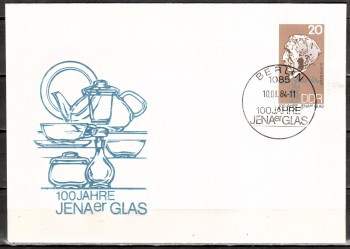 20
DDR
BERLIN
1085
10.01.84-11
100 JAHRE
JENAer GLAS
100 JAHRE
JENAer GLAS